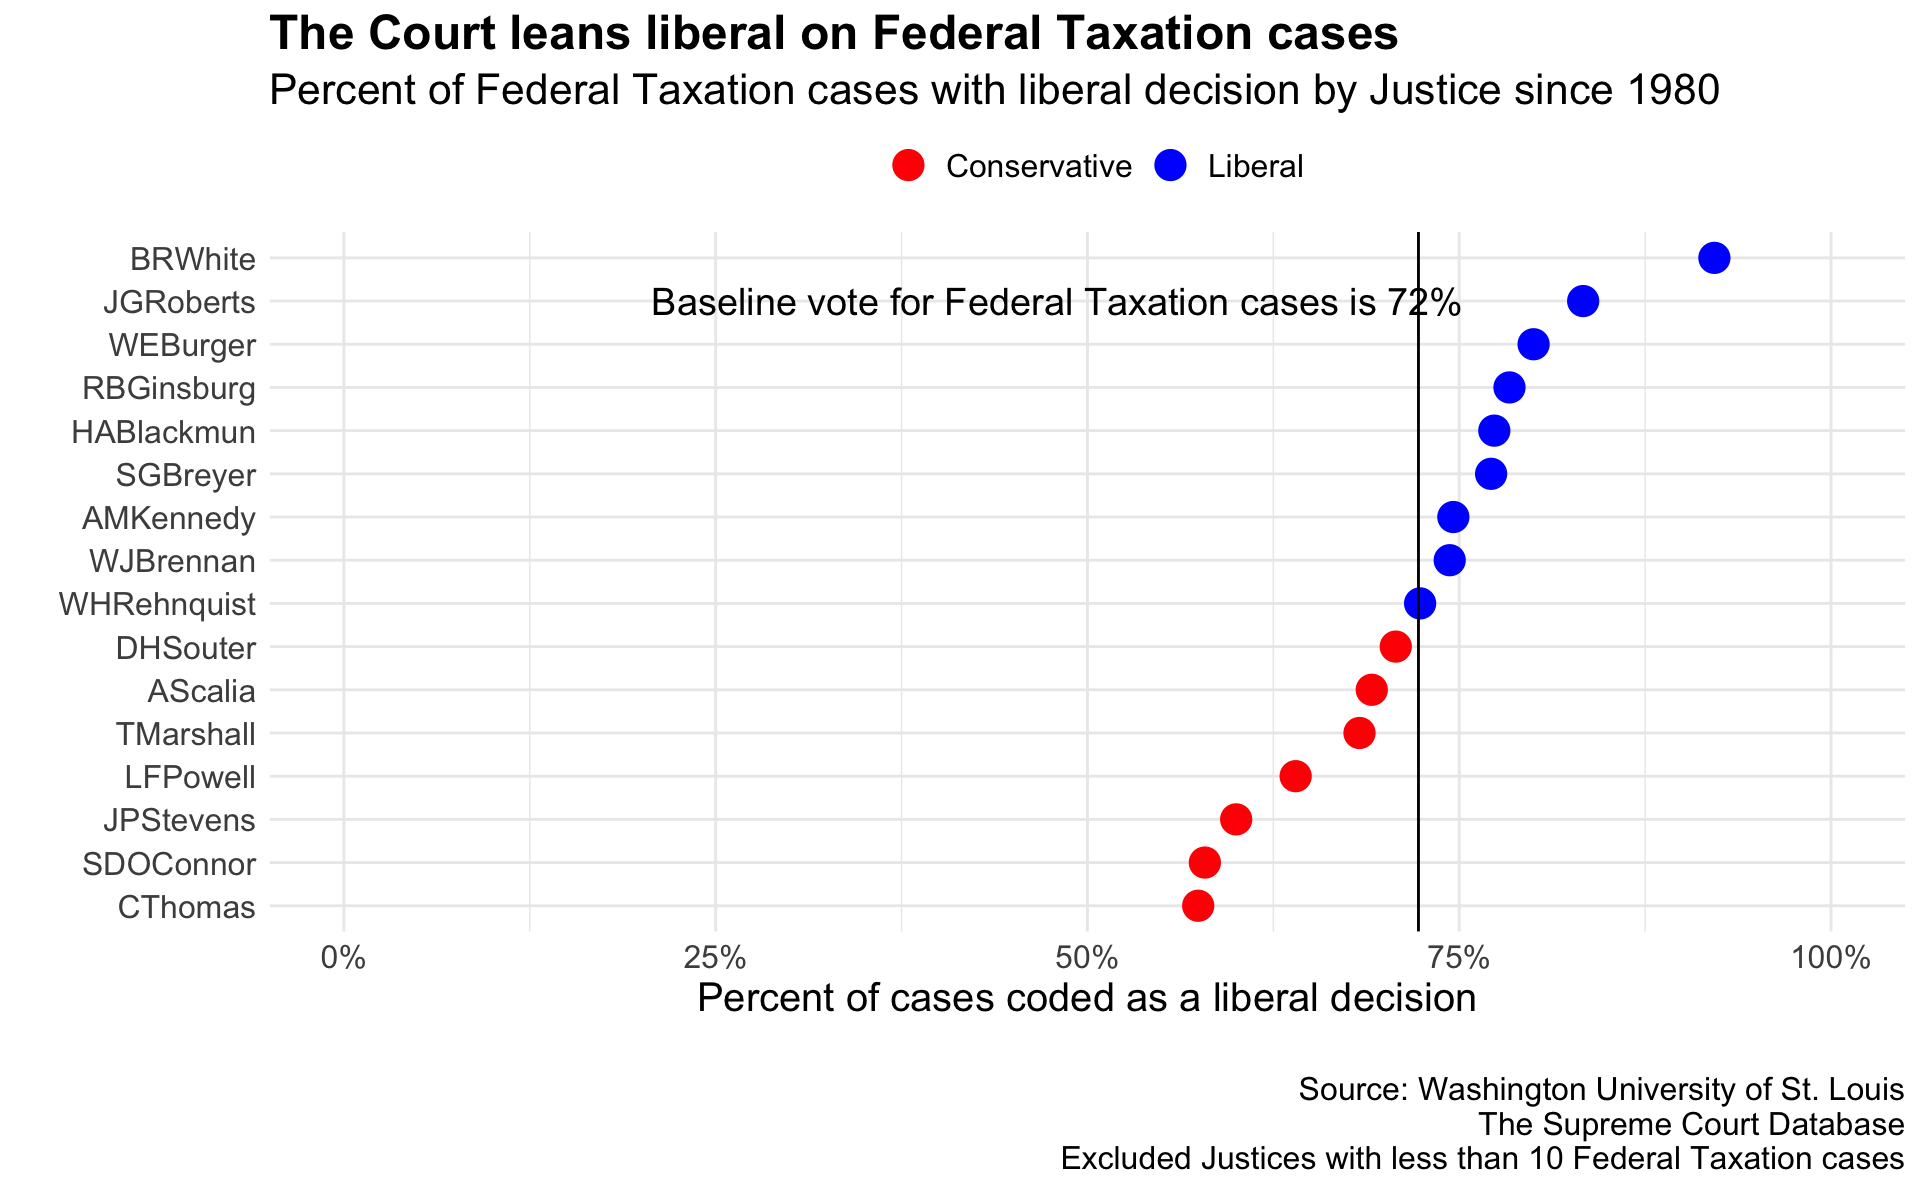 The Court leans liberal on Federal Taxation cases
Percent of Federal Taxation cases with liberal decision by Justice since 1980
Conservative Liberal
BRWhite
Baseline vote for Federal Taxation cases is 72%
JGRoberts
WEBurger
RBGinsburg
HABlackmun
SGBreyer
AMKennedy
WJBrennan
WHRehnquist
DHSouter
AScalia
TMarshall
LFPowell
JPStevens
SDOConnor
CThomas
0% 25% 50% 75% 100%
Percent of cases coded as a liberal decision
Source: Washington University of St. Louis
The Supreme Court Database
Excluded Justices with less than 10 Federal Taxation cases